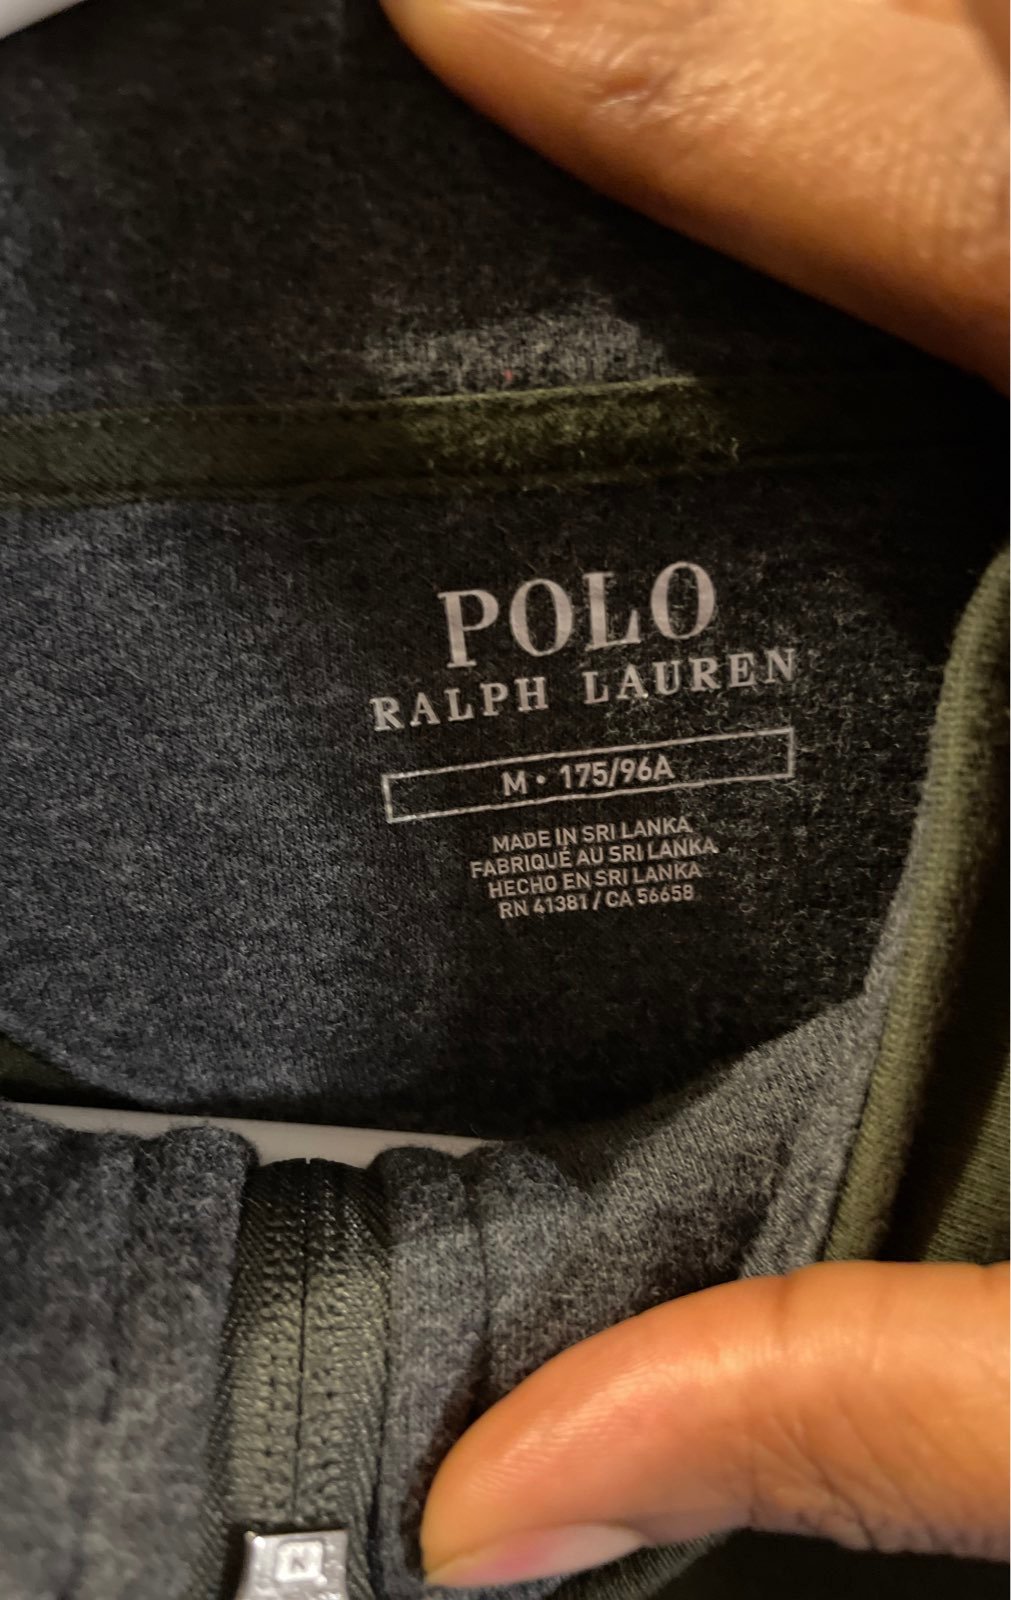 POLO
RALPH LAUREN
M • 175/96A
MADE IN SRI LANKA
FABRIQUÉ AU SRI LANKA
HECHO EN SRI LANKA
RN 41381 / CA 56658
N